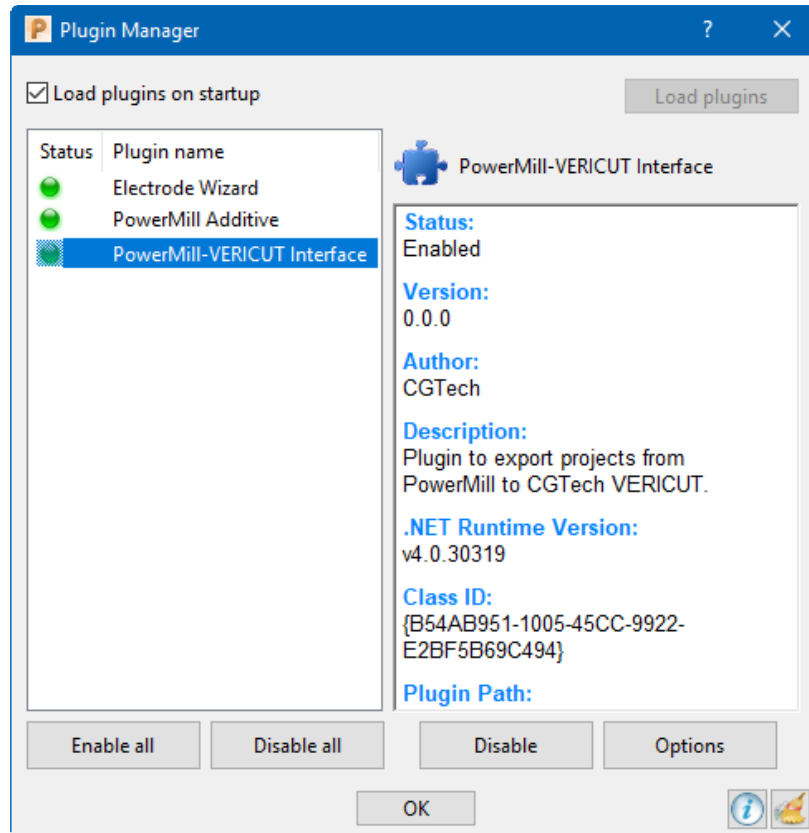 Plugin Manager
Load plugins on startup
Load plugins
Status Plugin name
Electrode Wizard
PowerMill Additive
PowerMill-VERICUT Interface
PowerMill-VERICUT Interface
Status:
Enabled
Version:
0.0.0
Author:
CGTech
Description:
Plugin to export projects from
PowerMill to CGTech VERICUT.
.NET Runtime Version:
v4.0.30319
Class ID:
{B54AB951-1005-45CC-9922-
E2BF5B69C494}
Plugin Path:
Enable all
Disable all
Disable
Options
OK